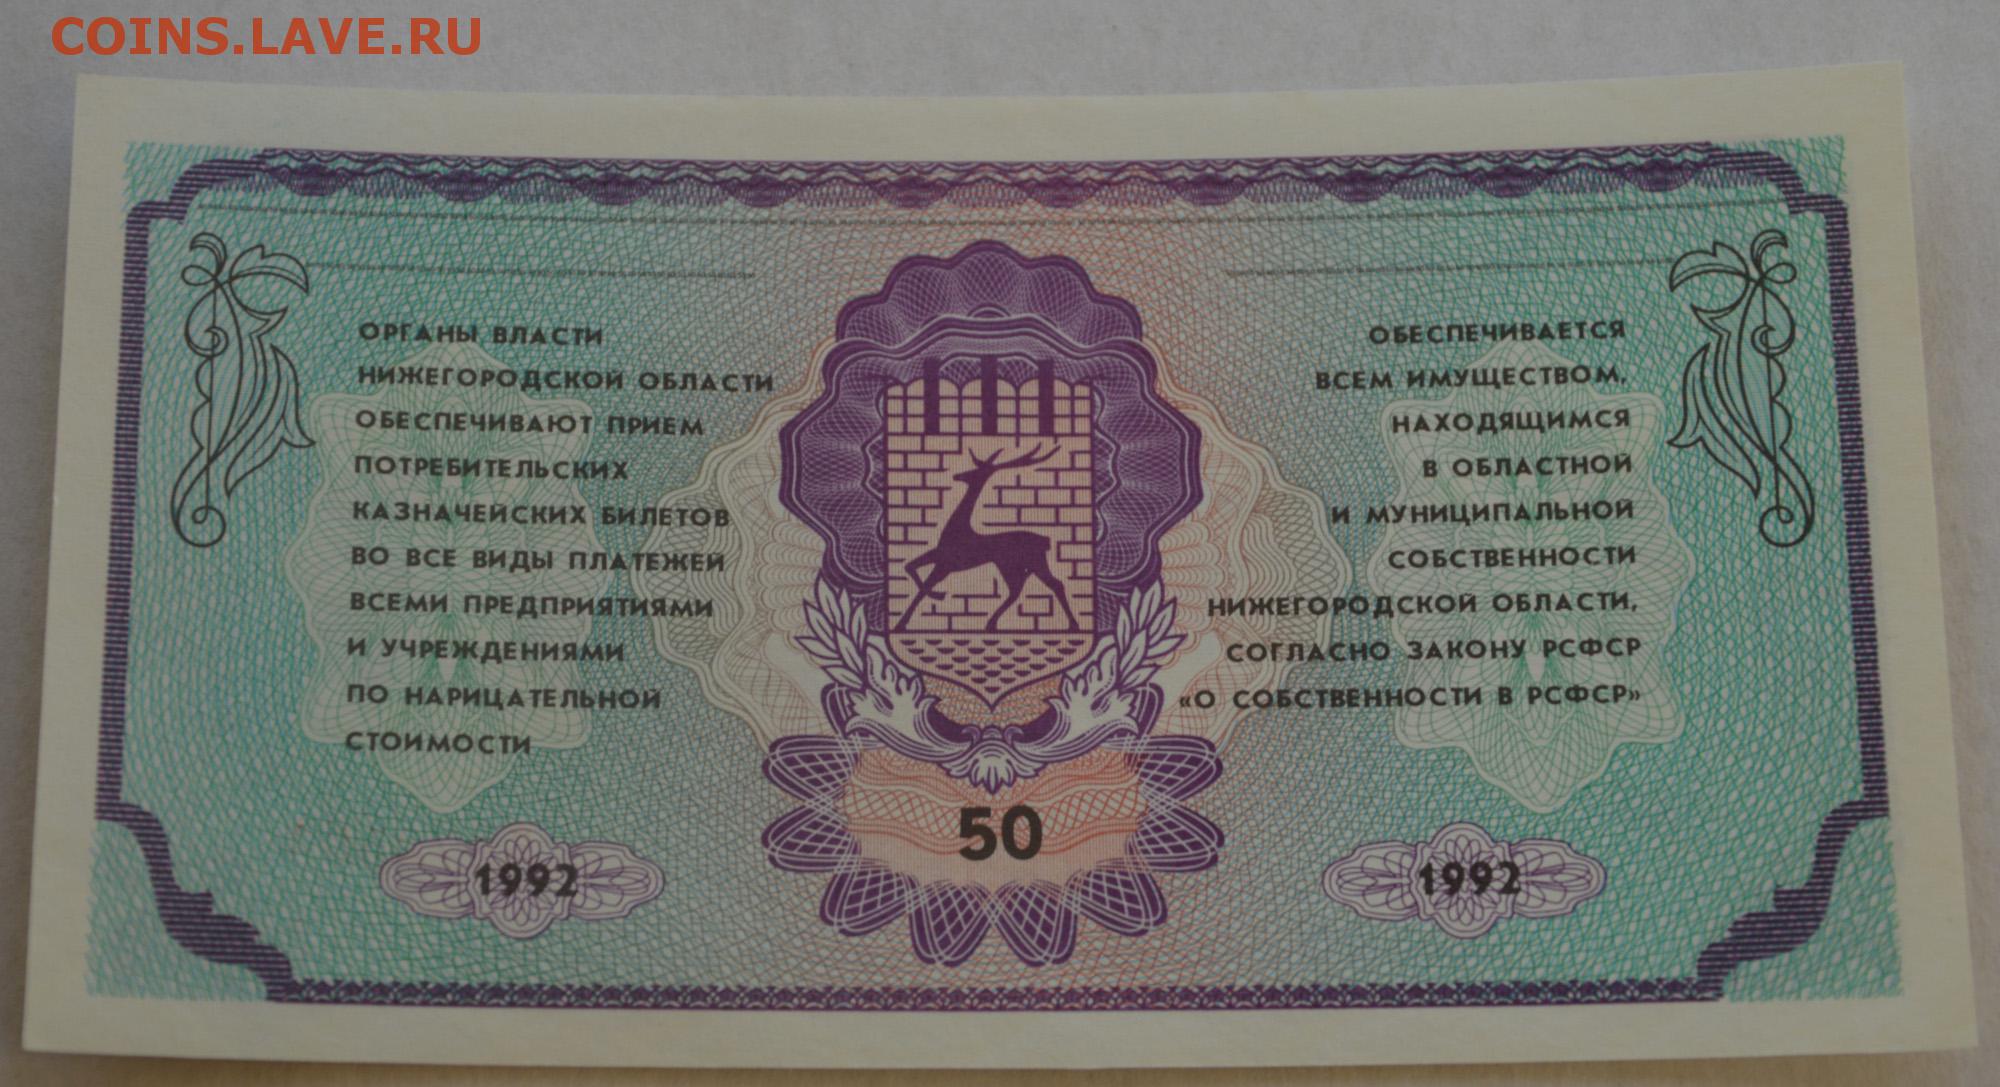 COINS.LAVE.RU
ОРГАНЫ ВЛАСТИ
НИЖЕГОРОДСКОЙ ОБЛАСТИ
ОБЕСПЕЧИВАЮТ ПРИЕМ
ПОТРЕБИТЕЛЬСКИХ
КАЗНАЧЕЙСКИХ БИЛЕТОВ
ВО ВСЕ ВИДЫ ПЛАТЕЖЕЙ
ВСЕМИ ПРЕДПРИЯТИЯМИ
И УЧРЕЖДЕНИЯМИ
ПО НАРИЦАТЕЛЬНОЙ
СТОИМОСТИ
1992
50
ОБЕСПЕЧИВАЕТСЯ
ВСЕМ ИМУЩЕСТВОМ,
НАХОДЯЩИМСЯ
В ОБЛАСТНОЙ
И МУНИЦИПАЛЬНОЙ
СОБСТВЕННОСТИ
НИЖЕГОРОДСКОЙ ОБЛАСТИ,
СОГЛАСНО ЗАКОНУ РСФСР
«О СОБСТВЕННОСТИ В РСФСР»
1992